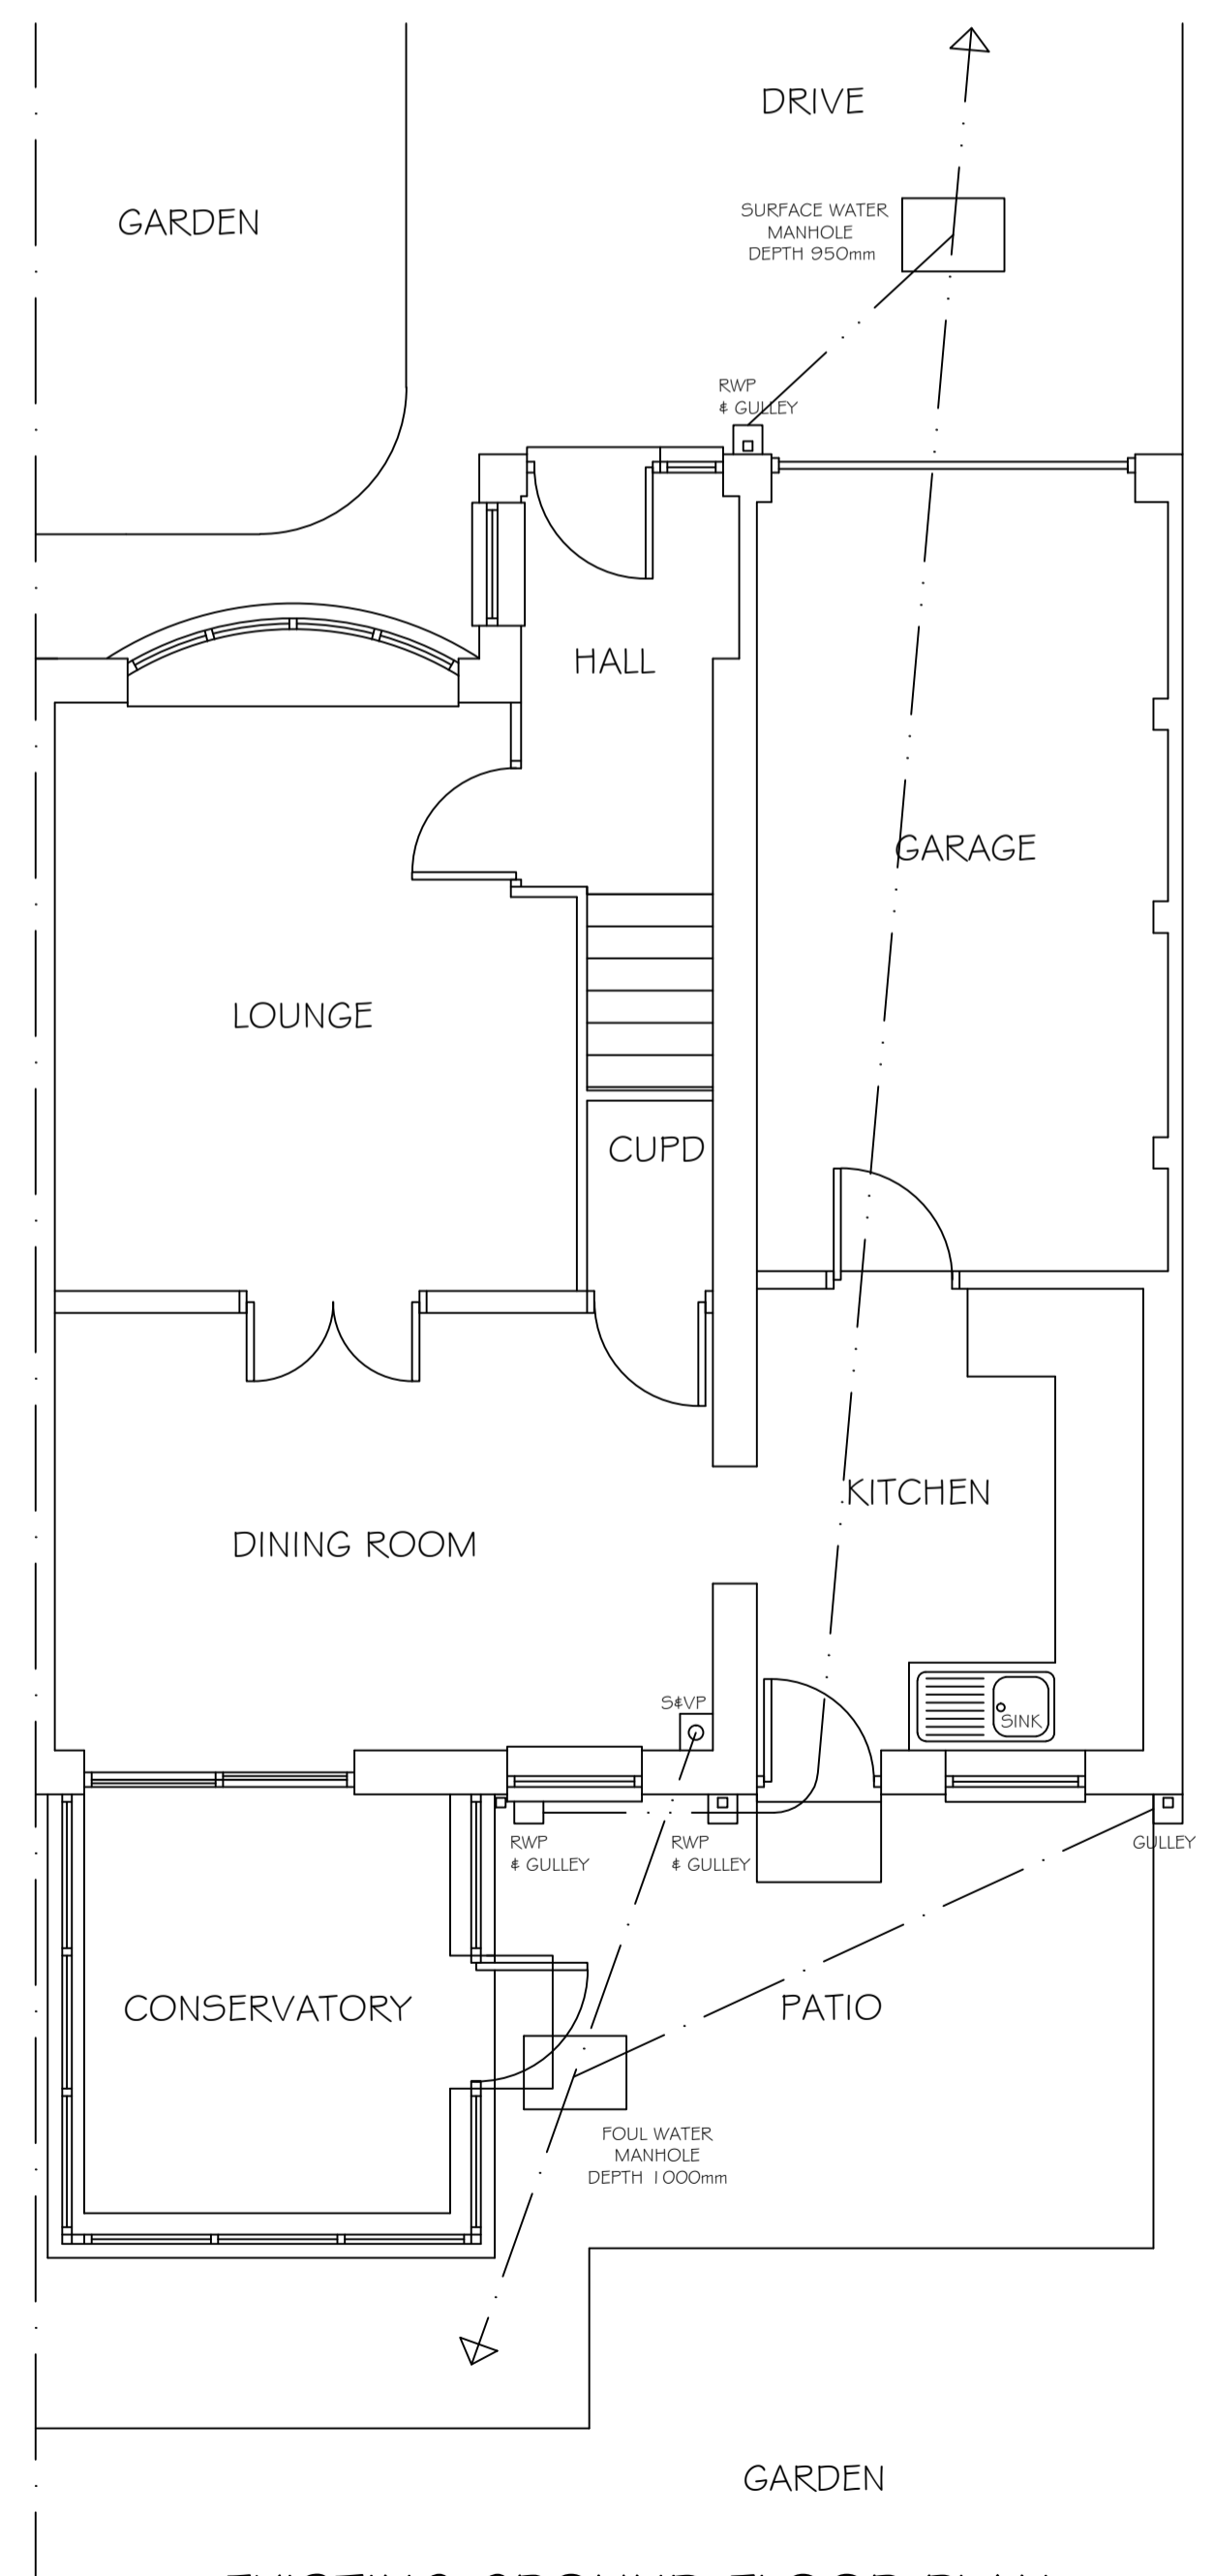 DRIVE
GARDEN
SURFACE WATER
MANHOLE
DEPTH 950mm
RWP
& GULLEY
HALL
GARAGE
LOUNGE
CUPD
KITCHEN
DINING ROOM
S&VP
SINK
RWP
& GULLEY
RWP
& GULLEY
GULLEY
CONSERVATORY
PATIO
FOUL WATER
MANHOLE
DEPTH 1000mm
GARDEN